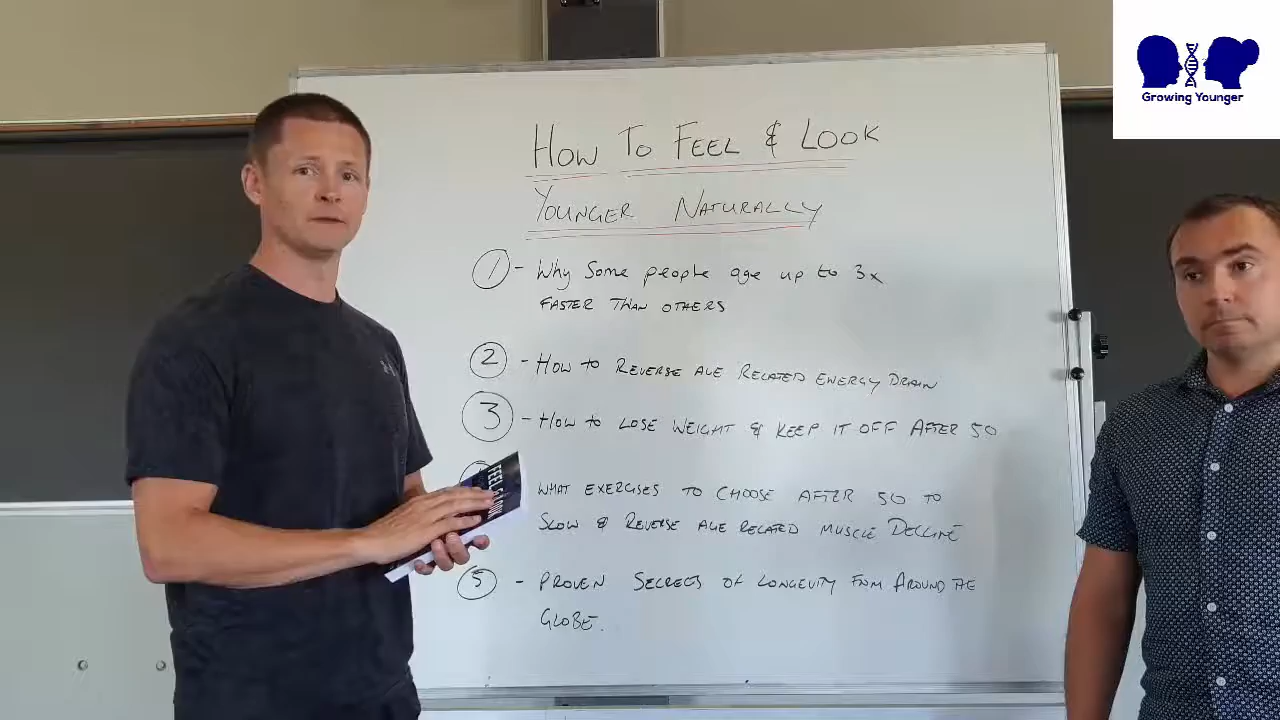 Growing Younger
HOW TO FEEL & LOOK
YOUNGER NATURALLY
1 - Why Some people age up to 3x
FASTER THAN OTHERS
2 - HOW TO REVERSE AGE RELATED ENERGY DRAIN
3 - HOW TO LOSE WEIGHT & KEEP IT OFF AFTER 50
WHAT EXERCISES TO CHOOSE AFTER 50 TO
SLOW & REVERSE AGE RELATED MUSCLE DECLINE
5 - PROVEN SECRETS OF LONGEVITY FROM AROUND THE
GLOBE.
FEEL